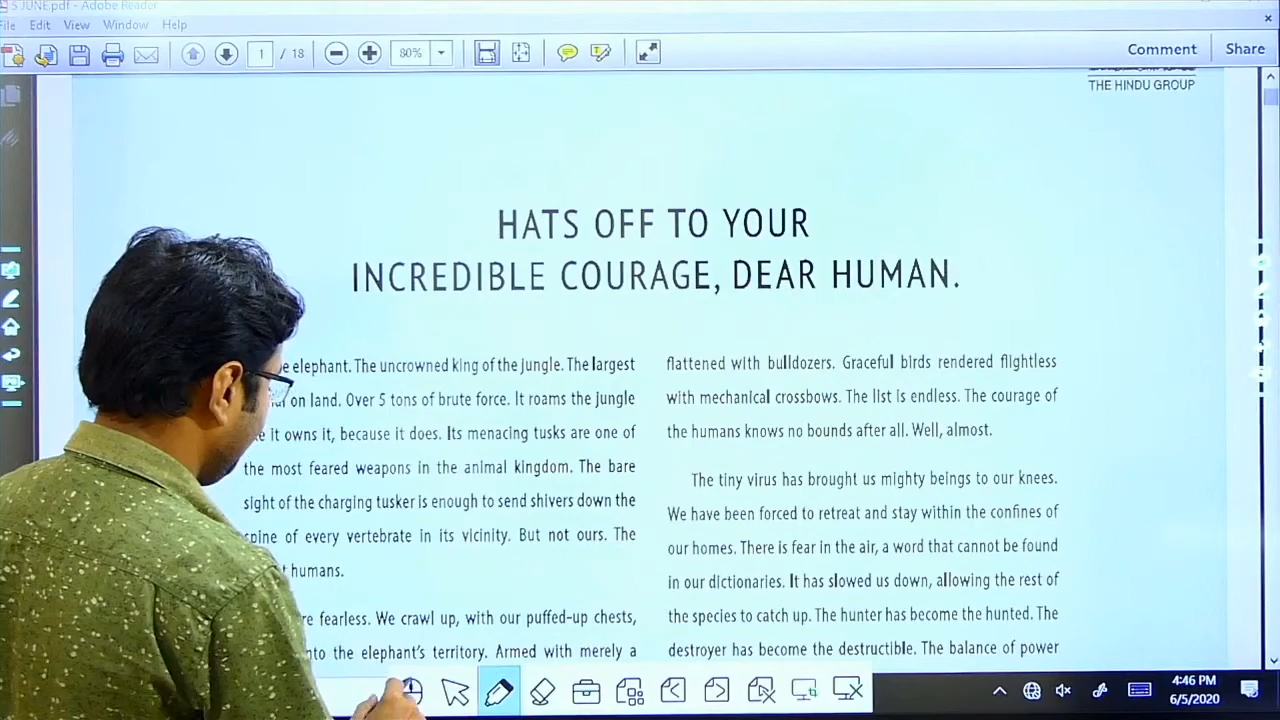 5 JUNE.pdf - Adobe Reader
File Edit View Window Help
1 / 18 80% Comment Share
THE HINDU GROUP
HATS OFF TO YOUR
INCREDIBLE COURAGE, DEAR HUMAN.
elephant. The uncrowned king of the jungle. The largest
on land. Over 5 tons of brute force. It roams the jungle
it owns it, because it does. Its menacing tusks are one of
the most feared weapons in the animal kingdom. The bare
sight of the charging tusker is enough to send shivers down the
spine of every vertebrate in its vicinity. But not ours. The
humans.
fearless. We crawl up, with our puffed-up chests,
into the elephant's territory. Armed with merely a
flattened with bulldozers. Graceful birds rendered flightless
with mechanical crossbows. The list is endless. The courage of
the humans knows no bounds after all. Well, almost.
The tiny virus has brought us mighty beings to our knees.
We have been forced to retreat and stay within the confines of
our homes. There is fear in the air, a word that cannot be found
in our dictionaries. It has slowed us down, allowing the rest of
the species to catch up. The hunter has become the hunted. The
destroyer has become the destructible. The balance of power
4:46 PM
6/5/2020